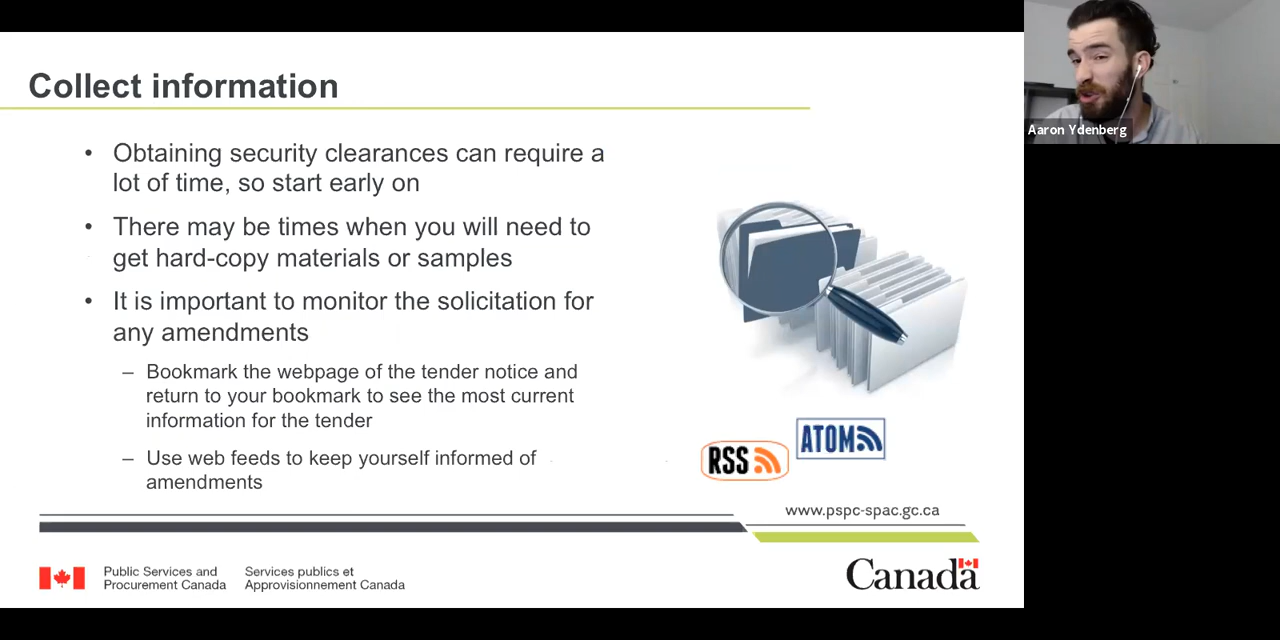 Collect information
• Obtaining security clearances can require a
lot of time, so start early on
• There may be times when you will need to
get hard-copy materials or samples
• It is important to monitor the solicitation for
any amendments
– Bookmark the webpage of the tender notice and
return to your bookmark to see the most current
information for the tender
– Use web feeds to keep yourself informed of
amendments
RSS
ATOM
www.pspc-spac.gc.ca
Public Services and
Procurement Canada
Services publics et
Approvisionnement Canada
Canada
Aaron Ydenberg